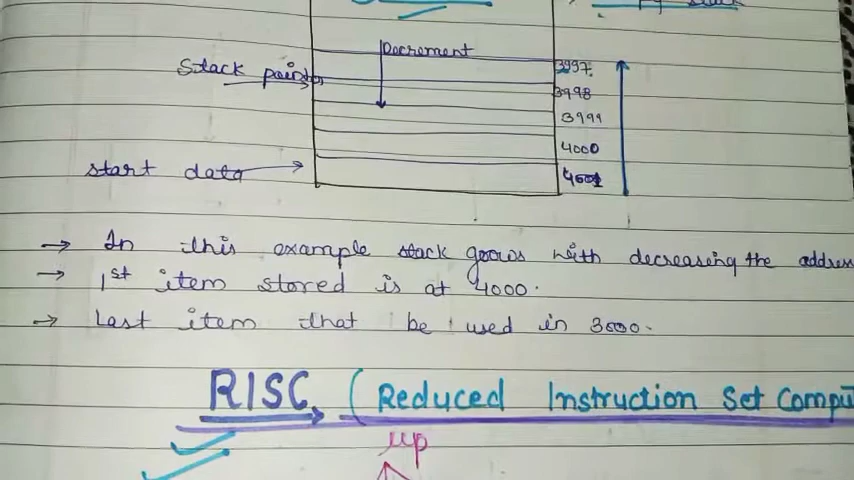 Decrement
3997.
Stack pointer
3998
3999
4000
start data
4001
→ In this example stack grows with decreasing the address
→ 1st item stored is at 4000.
→ Last item that be used in 3000.
RISC (Reduced Instruction Set Compu
μp